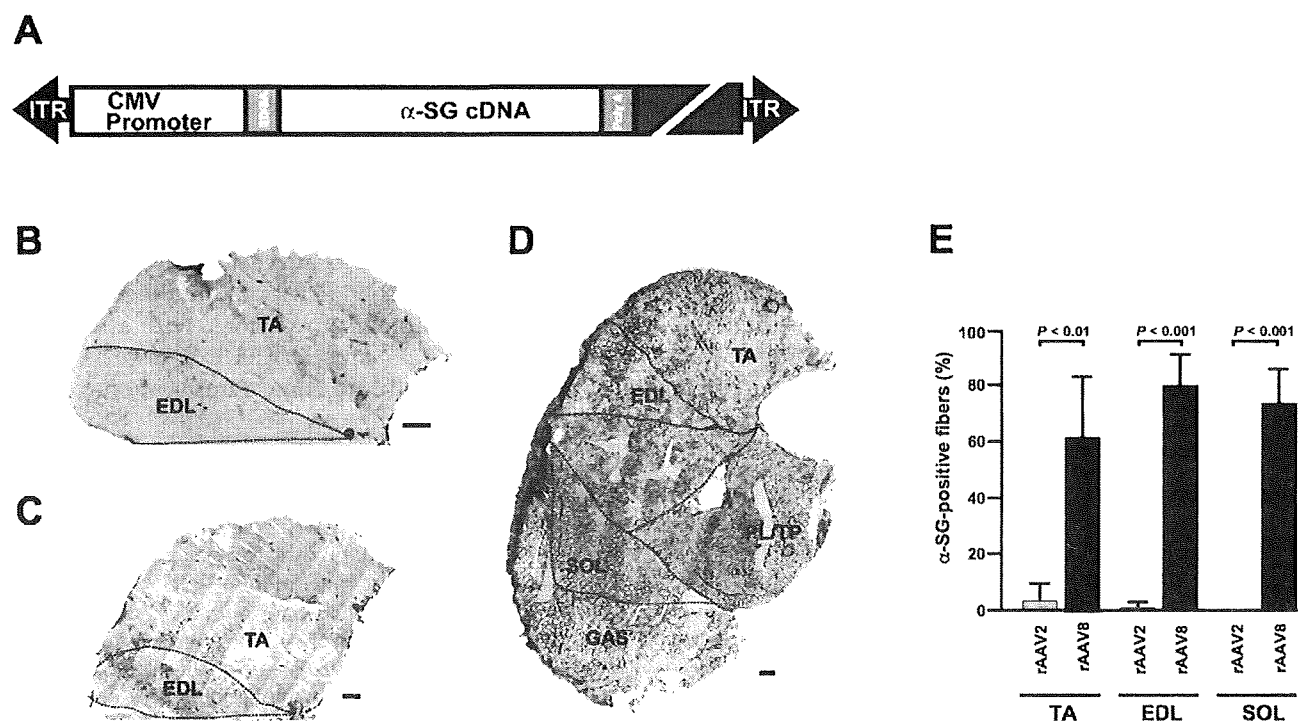 A
ITR
CMV
Promoter
α-SG cDNA
ITR
B
TA
EDL
C
TA
EDL
D
TA
EDL
SOL
PL/TP
GAS
E
α-SG-positive fibers (%)
100
80
60
40
20
0
P < 0.01
P < 0.001
P < 0.001
rAAV2
rAAV8
rAAV2
rAAV8
rAAV2
rAAV8
TA
EDL
SOL